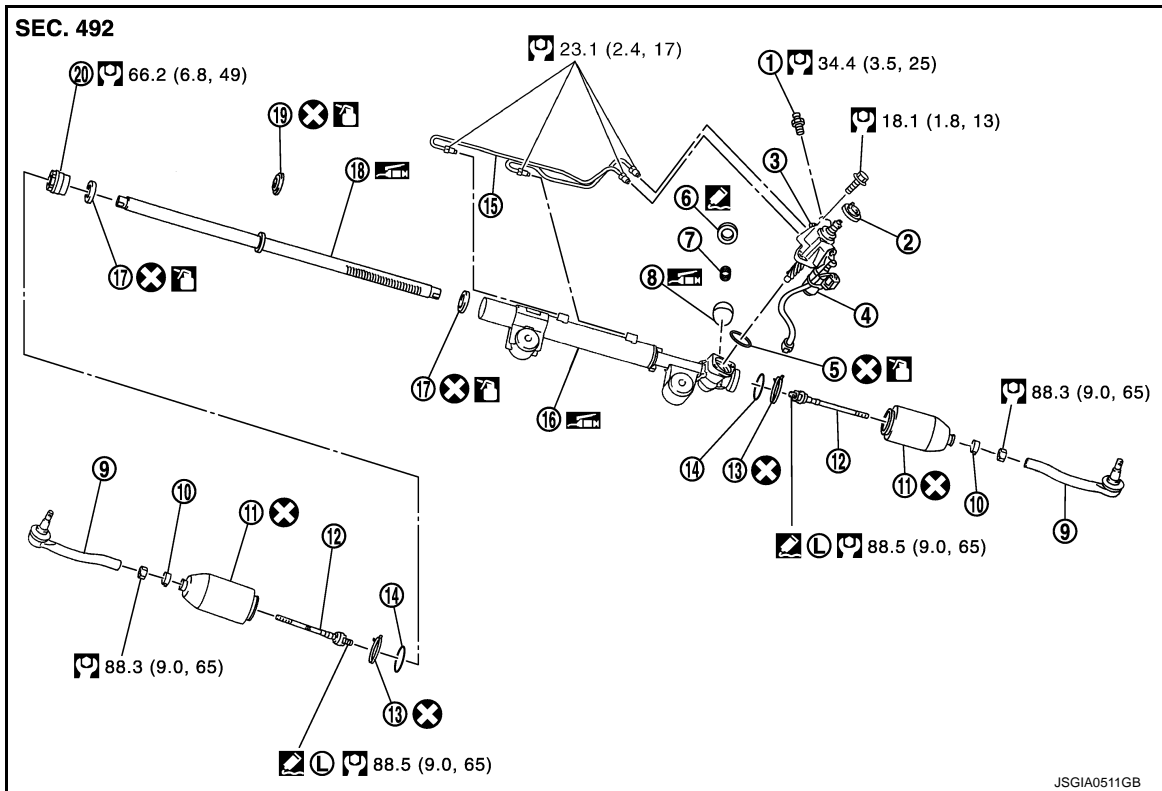 SEC. 492
23.1 (2.4, 17)
1 34.4 (3.5, 25)
20 66.2 (6.8, 49)
18.1 (1.8, 13)
19
3
18
15
6
2
7
17
8
4
5
17
16
88.3 (9.0, 65)
14
13
12
11
10
9
9
10
11
12
L 88.5 (9.0, 65)
14
88.3 (9.0, 65)
13
L 88.5 (9.0, 65)
JSGIA0511GB